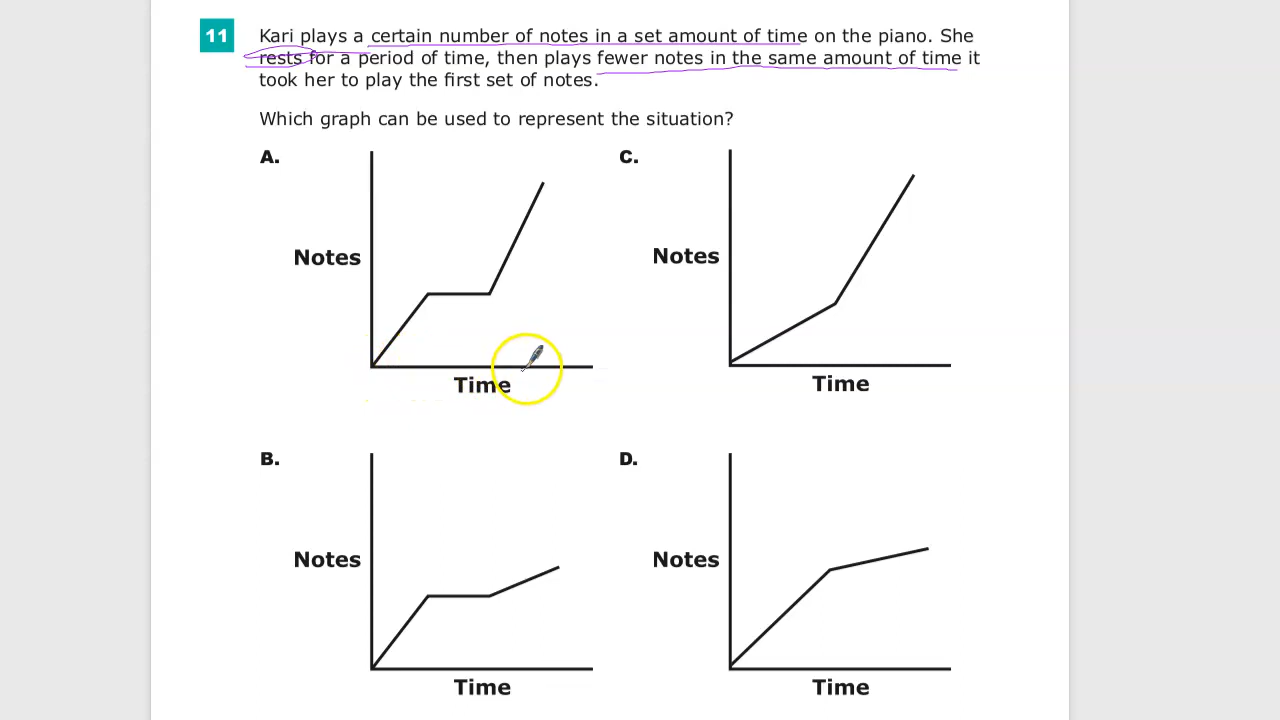 11
Kari plays a certain number of notes in a set amount of time on the piano. She
rests for a period of time, then plays fewer notes in the same amount of time it
took her to play the first set of notes.
Which graph can be used to represent the situation?
A.
Notes
Time
C.
Notes
Time
B.
Notes
Time
D.
Notes
Time